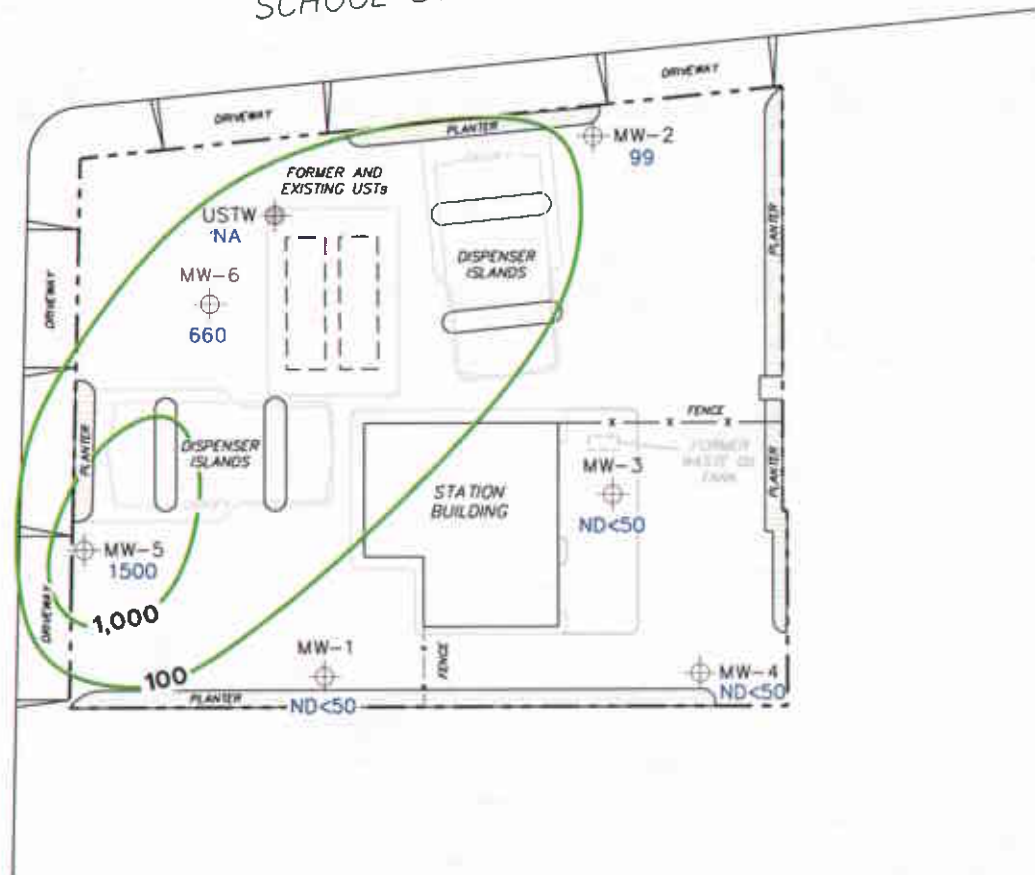 SCHOOL
DRIVEWAY
DRIVEWAY
PLANTER
MW-2
99
FORMER AND
EXISTING USTs
USTW
NA
MW-6
660
DISPENSER
ISLANDS
DRIVEWAY
PLANTER
PLANTER
DISPENSER
ISLANDS
FENCE
x x x
FORMER
WASTE OIL
TANK
MW-3
ND<50
PLANTER
STATION
BUILDING
MW-5
1500
1,000
DRIVEWAY
100
MW-1
ND<50
FENCE
PLANTER
MW-4
ND<50